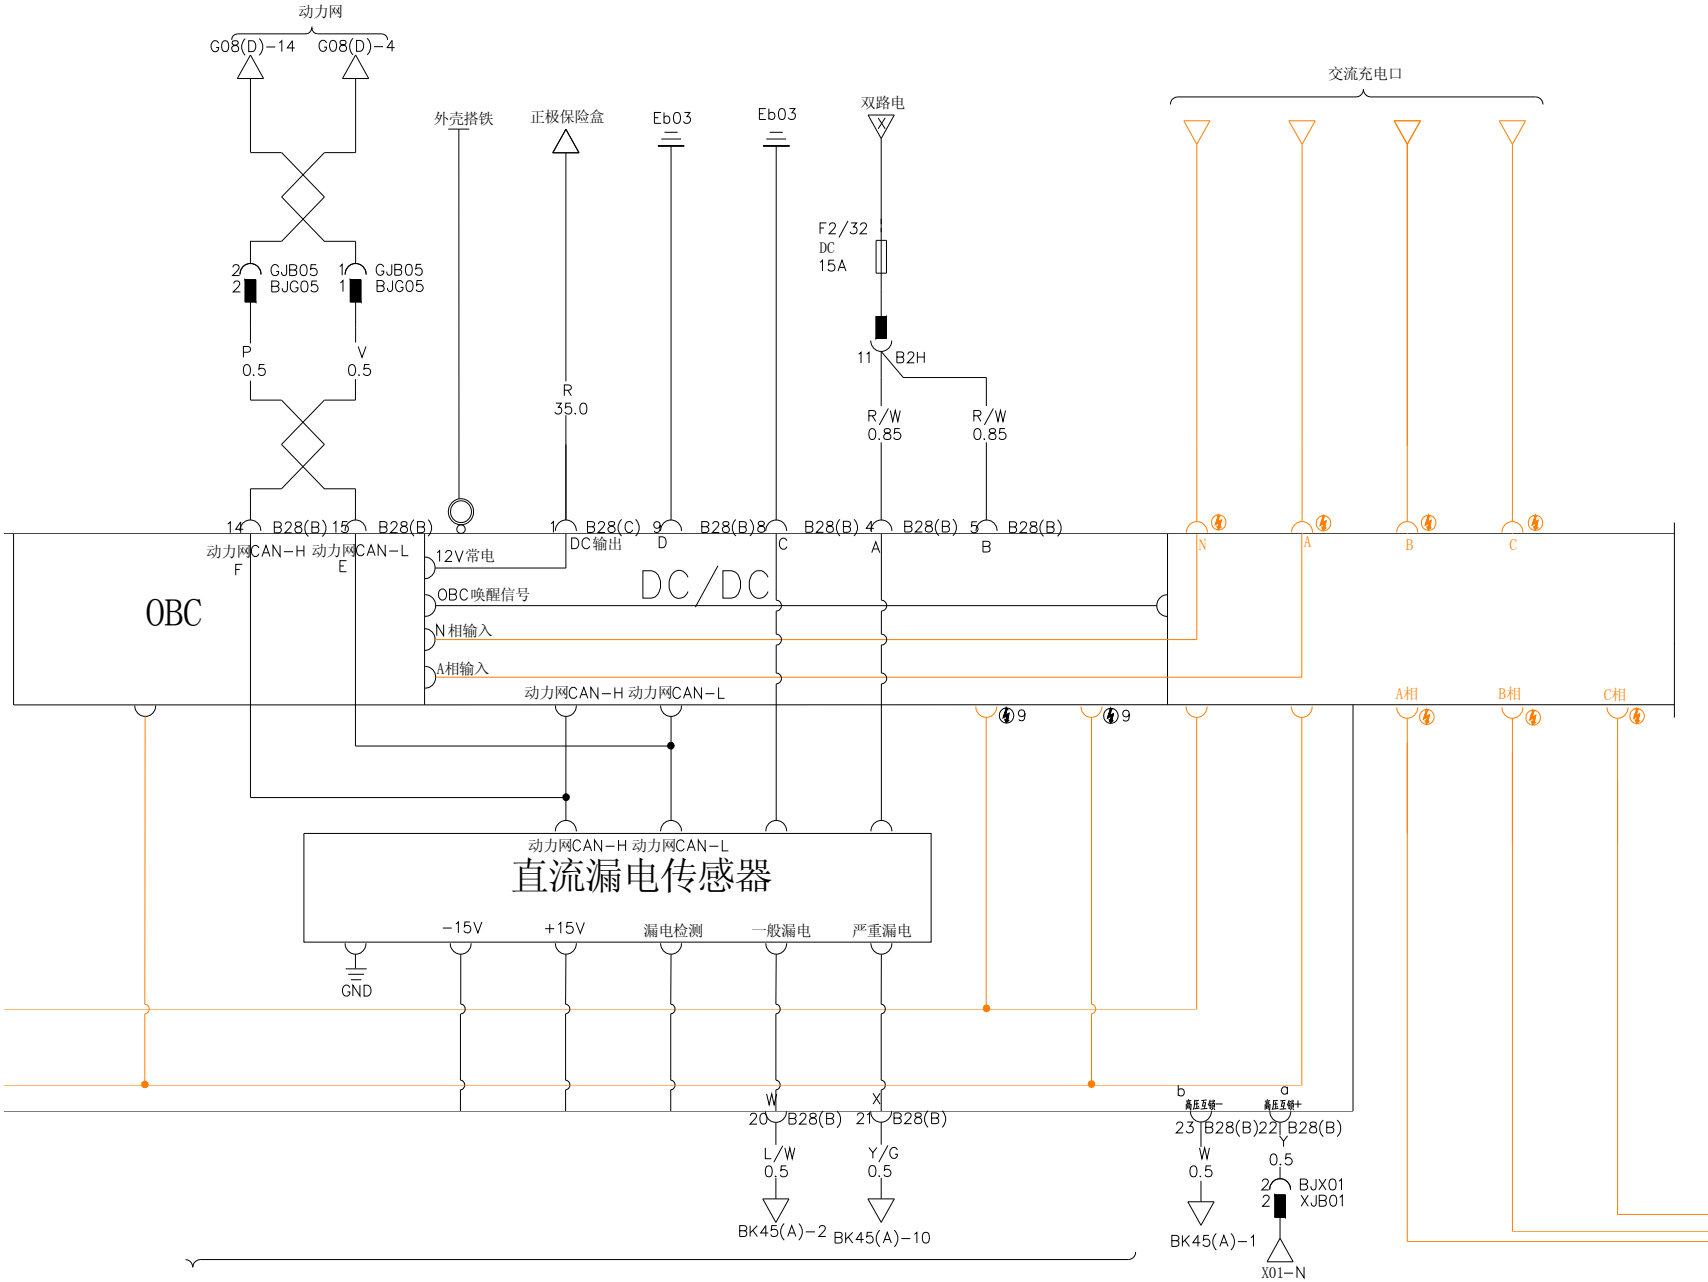 动力网
G08(D)-14 G08(D)-4
交流充电口
双路电
外壳搭铁 正极保险盒 Eb03 Eb03
X
F2/32
DC
15A
2 GJB05 1 GJB05
2 BJG05 1 BJG05
P V
0.5 0.5
11 B2H
R
35.0
R/W R/W
0.85 0.85
14 B28(B) 15 B28(B) 1 B28(C) 9 B28(B) 8 B28(B) 4 B28(B) 5 B28(B)
动力网CAN-H 动力网CAN-L DC输出 D C A B N A B C
F E
12V常电
DC/DC
OBC唤醒信号
OBC
N相输入
A相输入
动力网CAN-H 动力网CAN-L A相 B相 C相
9 9
动力网CAN-H 动力网CAN-L
直流漏电传感器
-15V +15V 漏电检测 一般漏电 严重漏电
GND
b a
W X 高压互锁- 高压互锁+
20 B28(B) 21 B28(B) 23 B28(B) 22 B28(B)
L/W Y/G W Y
0.5 0.5 0.5 0.5
2 BJX01
2 XJB01
BK45(A)-2 BK45(A)-10 BK45(A)-1
X01-N